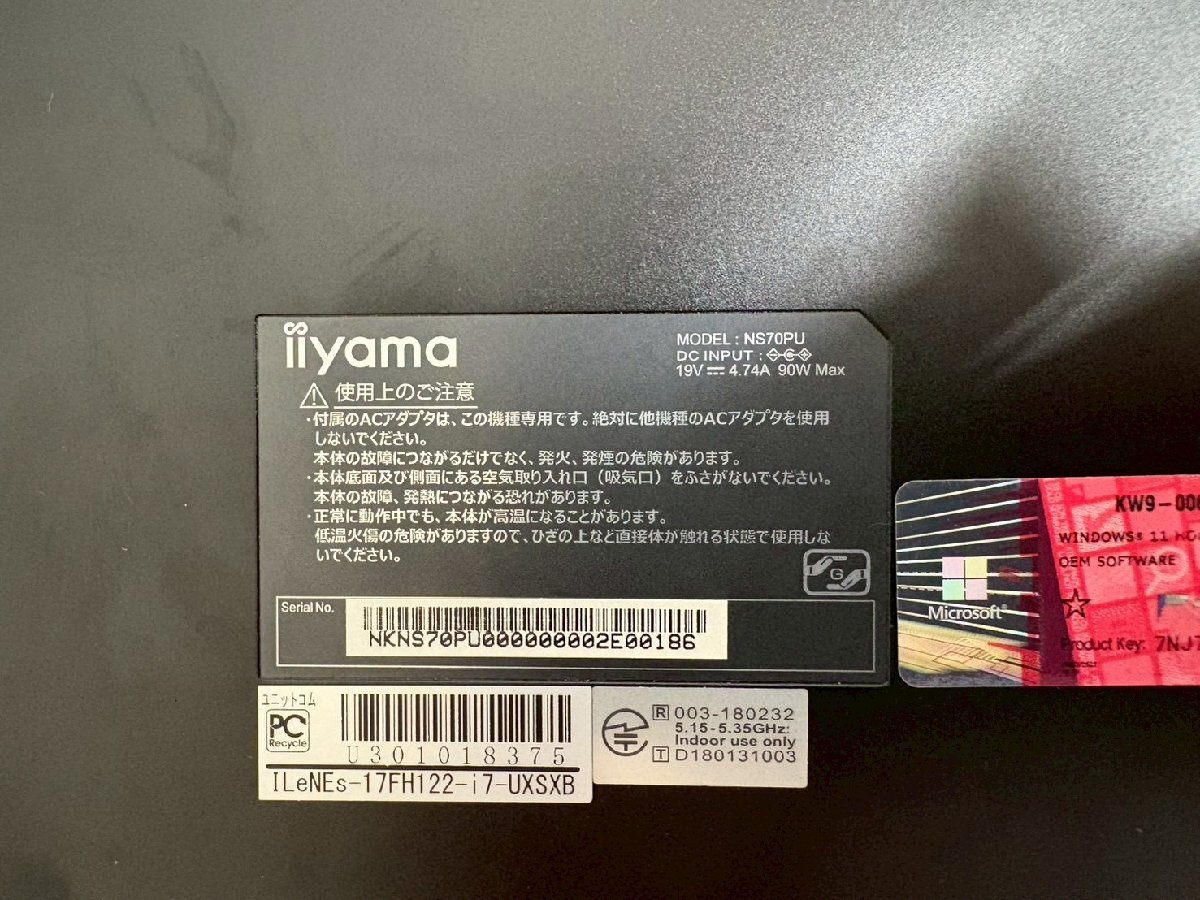 iiyama
MODEL : NS70PU
DC INPUT :
19V 4.74A 90W Max
使用上のご注意
・付属のACアダプタは、この機種専用です。絶対に他機種のACアダプタを使用
しないでください。
本体の故障につながるだけでなく、発火、発煙の危険があります。
・本体底面及び側面にある空気取り入れ口（吸気口）をふさがないでください。
本体の故障、発熱につながる恐れがあります。
・正常に動作中でも、本体が高温になることがあります。
低温火傷の危険がありますので、ひざの上など直接体が触れる状態で使用しな
いでください。
G
Serial No.
NKNS70PU000000002E00186
ユニットコム
PC
Recycle
U301018375
ILeNEs-17FH122-i7-UXSXB
R 003-180232
5.15-5.35GHz:
Indoor use only
T D180131003
KW9-00
WINDOWS® 11
OEM SOFTWARE
Microsoft®
Product Key: 7NJ7